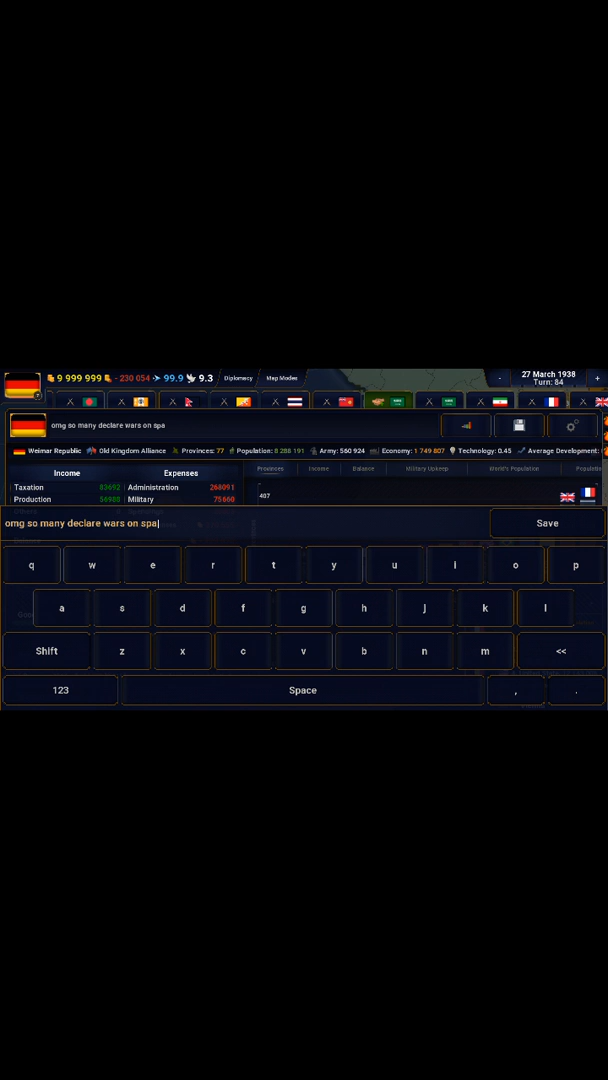 9 999 999 - 230 054 99.9 9.3 Diplomacy Map Modes - 27 March 1938 +
Turn: 84
omg so many declare wars on spa
Weimar Republic Old Kingdom Alliance Provinces: 77 Population: 8 288 191 Army: 560 924 Economy: 1 749 807 Technology: 0.45 Average Development:
Income Expenses Provinces Income Balance Military Upkeep World's Population Populatio
Taxation 83692 Administration 268091
Production 56988 Military 75660
407
omg so many declare wars on spa Save
q w e r t y u i o p
a s d f g h j k l
Shift z x c v b n m <<
123 Space , .